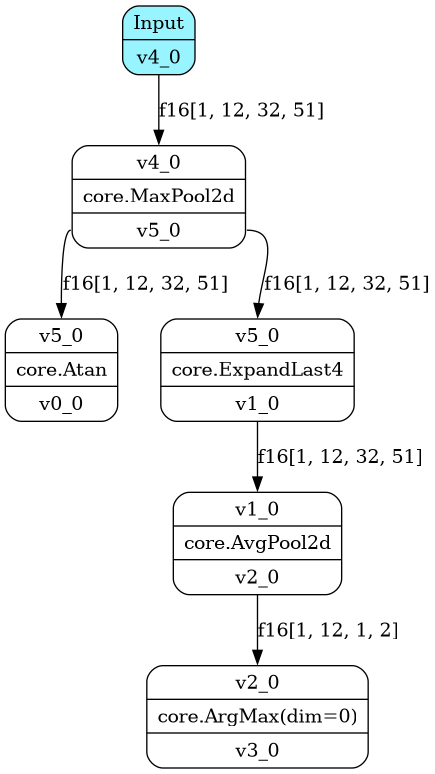 Input
v4_0
f16[1, 12, 32, 51]
v4_0
core.MaxPool2d
v5_0
f16[1, 12, 32, 51]
f16[1, 12, 32, 51]
v5_0
core.Atan
v0_0
v5_0
core.ExpandLast4
v1_0
f16[1, 12, 32, 51]
v1_0
core.AvgPool2d
v2_0
f16[1, 12, 1, 2]
v2_0
core.ArgMax(dim=0)
v3_0